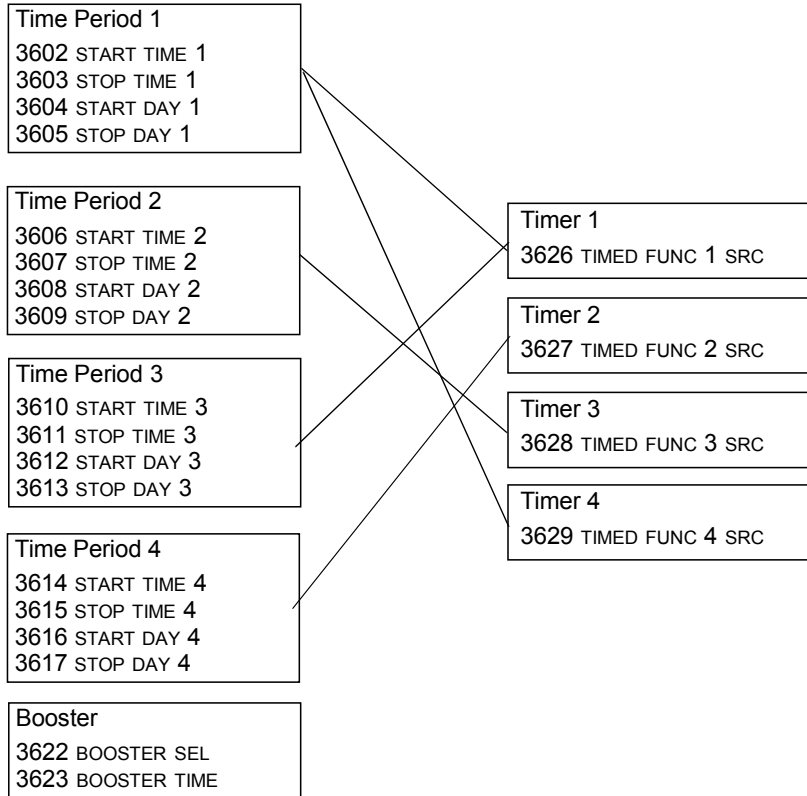 Time Period 1
3602 START TIME 1
3603 STOP TIME 1
3604 START DAY 1
3605 STOP DAY 1
Time Period 2
3606 START TIME 2
3607 STOP TIME 2
3608 START DAY 2
3609 STOP DAY 2
Time Period 3
3610 START TIME 3
3611 STOP TIME 3
3612 START DAY 3
3613 STOP DAY 3
Time Period 4
3614 START TIME 4
3615 STOP TIME 4
3616 START DAY 4
3617 STOP DAY 4
Booster
3622 BOOSTER SEL
3623 BOOSTER TIME
Timer 1
3626 TIMED FUNC 1 SRC
Timer 2
3627 TIMED FUNC 2 SRC
Timer 3
3628 TIMED FUNC 3 SRC
Timer 4
3629 TIMED FUNC 4 SRC